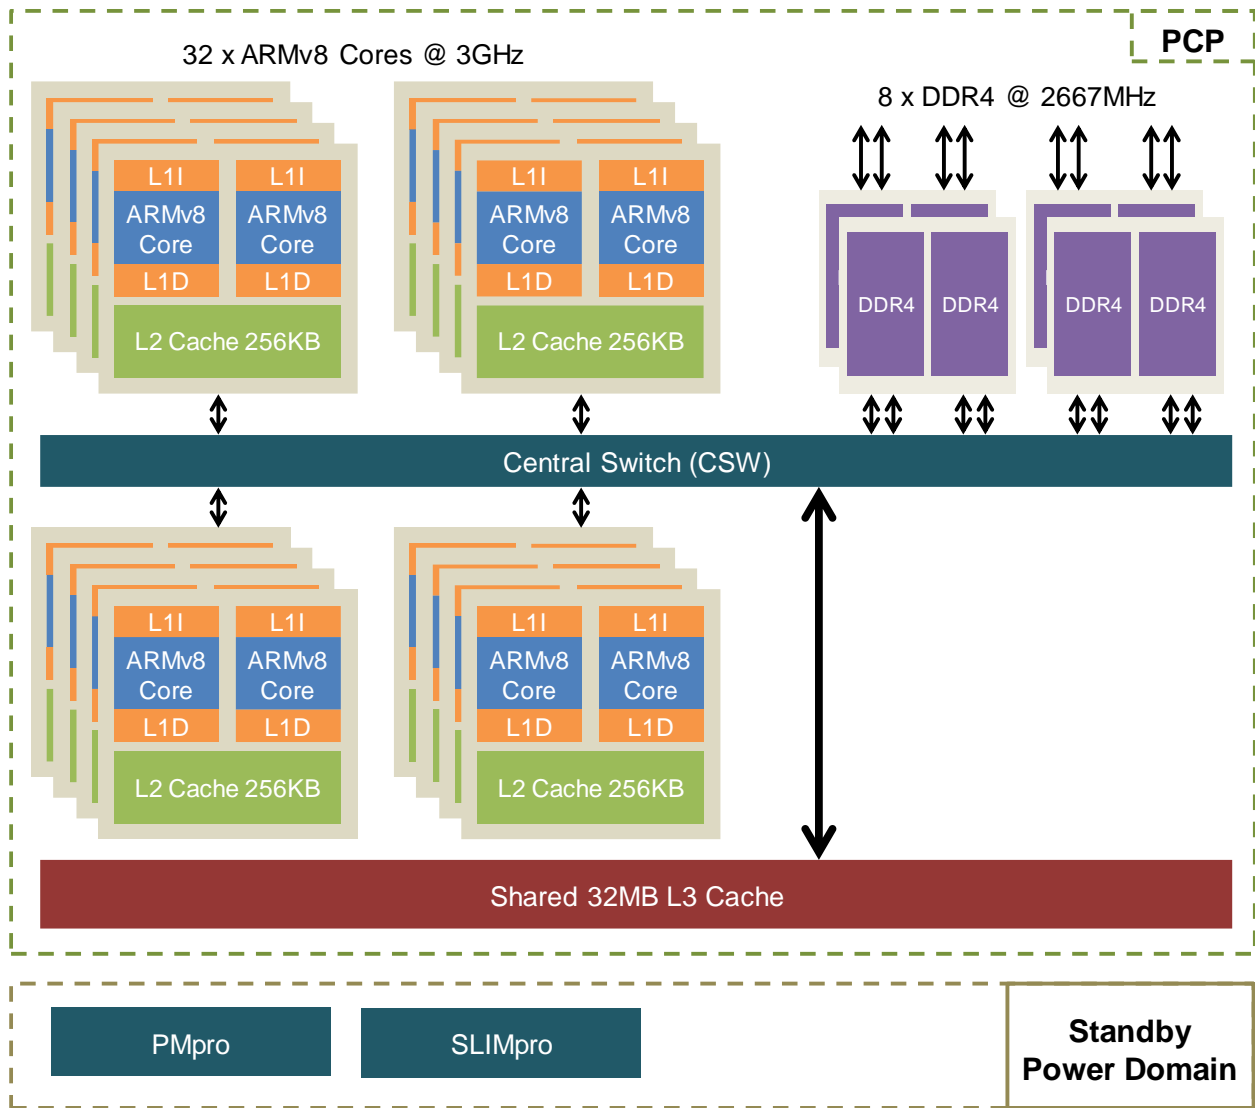 32 x ARMv8 Cores @ 3GHz
PCP
8 x DDR4 @ 2667MHz
L1I L1I
ARMv8 ARMv8
Core Core
L1D L1D
L2 Cache 256KB
L1I L1I
ARMv8 ARMv8
Core Core
L1D L1D
L2 Cache 256KB
DDR4 DDR4
DDR4 DDR4
Central Switch (CSW)
L1I L1I
ARMv8 ARMv8
Core Core
L1D L1D
L2 Cache 256KB
L1I L1I
ARMv8 ARMv8
Core Core
L1D L1D
L2 Cache 256KB
Shared 32MB L3 Cache
PMpro
SLIMpro
Standby
Power Domain